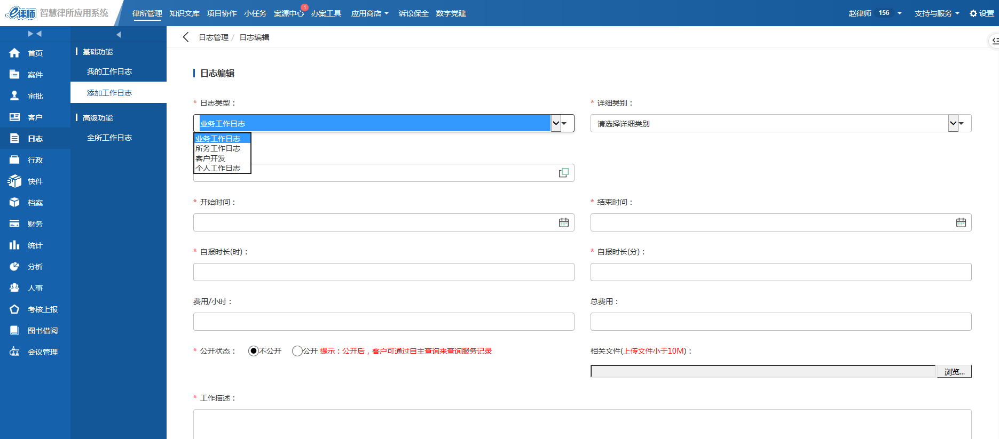 e律师 智慧律所应用系统
律所管理 知识文库 项目协作 小任务 案源中心 1 办案工具 应用商店 诉讼保全 数字党建
赵律师 156 支持与服务 设置
首页
案件
审批
客户
日志
行政
快件
档案
财务
统计
分析
人事
考核上报
图书借阅
会议管理
基础功能
我的工作日志
添加工作日志
高级功能
全所工作日志
日志管理 / 日志编辑
日志编辑
* 日志类型：
* 详细类别：
业务工作日志
请选择详细类别
业务工作日志
所务工作日志
客户开发
个人工作日志
* 开始时间：
* 结束时间：
* 自报时长(时)：
* 自报时长(分)：
费用/小时：
总费用：
* 公开状态： 不公开 公开 提示：公开后，客户可通过自主查询来查询服务记录
相关文件(上传文件小于10M)：
浏览...
* 工作描述：